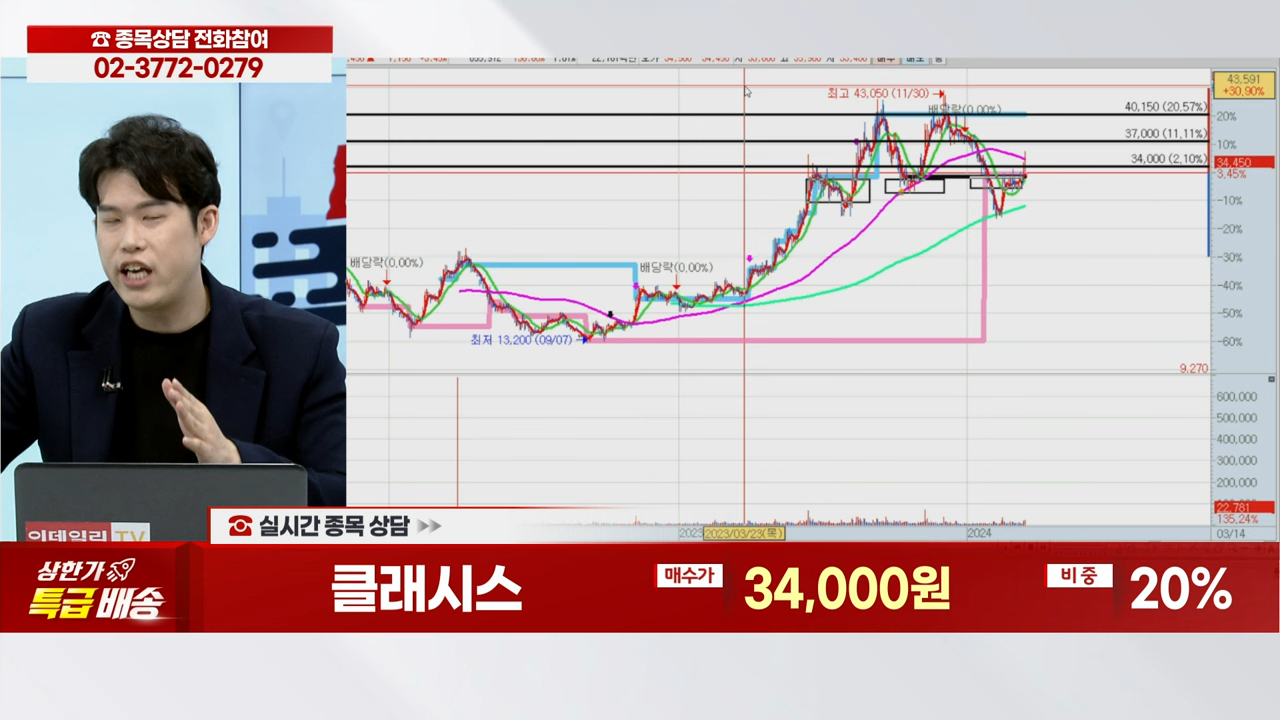 ☎ 종목상담 전화참여
02-3772-0279
43,591
+30.90%
최고 43,050 (11/30)
배당락(0,00%)
40,150 (20,57%)
20%
37,000 (11,11%)
10%
34,000 (2,10%)
34,450
3,45%
-10%
-20%
배당락(0,00%)
배당락(0,00%)
-30%
-40%
-50%
최저 13,200 (09/07)
-60%
9,270
600,000
500,000
400,000
300,000
200,000
22,781
135,24%
2023
2023/03/23(목)
2024
03/14
이데일리 TV
☎ 실시간 종목 상담
상한가
특급 배송
클래시스
매수가
34,000원
비중
20%